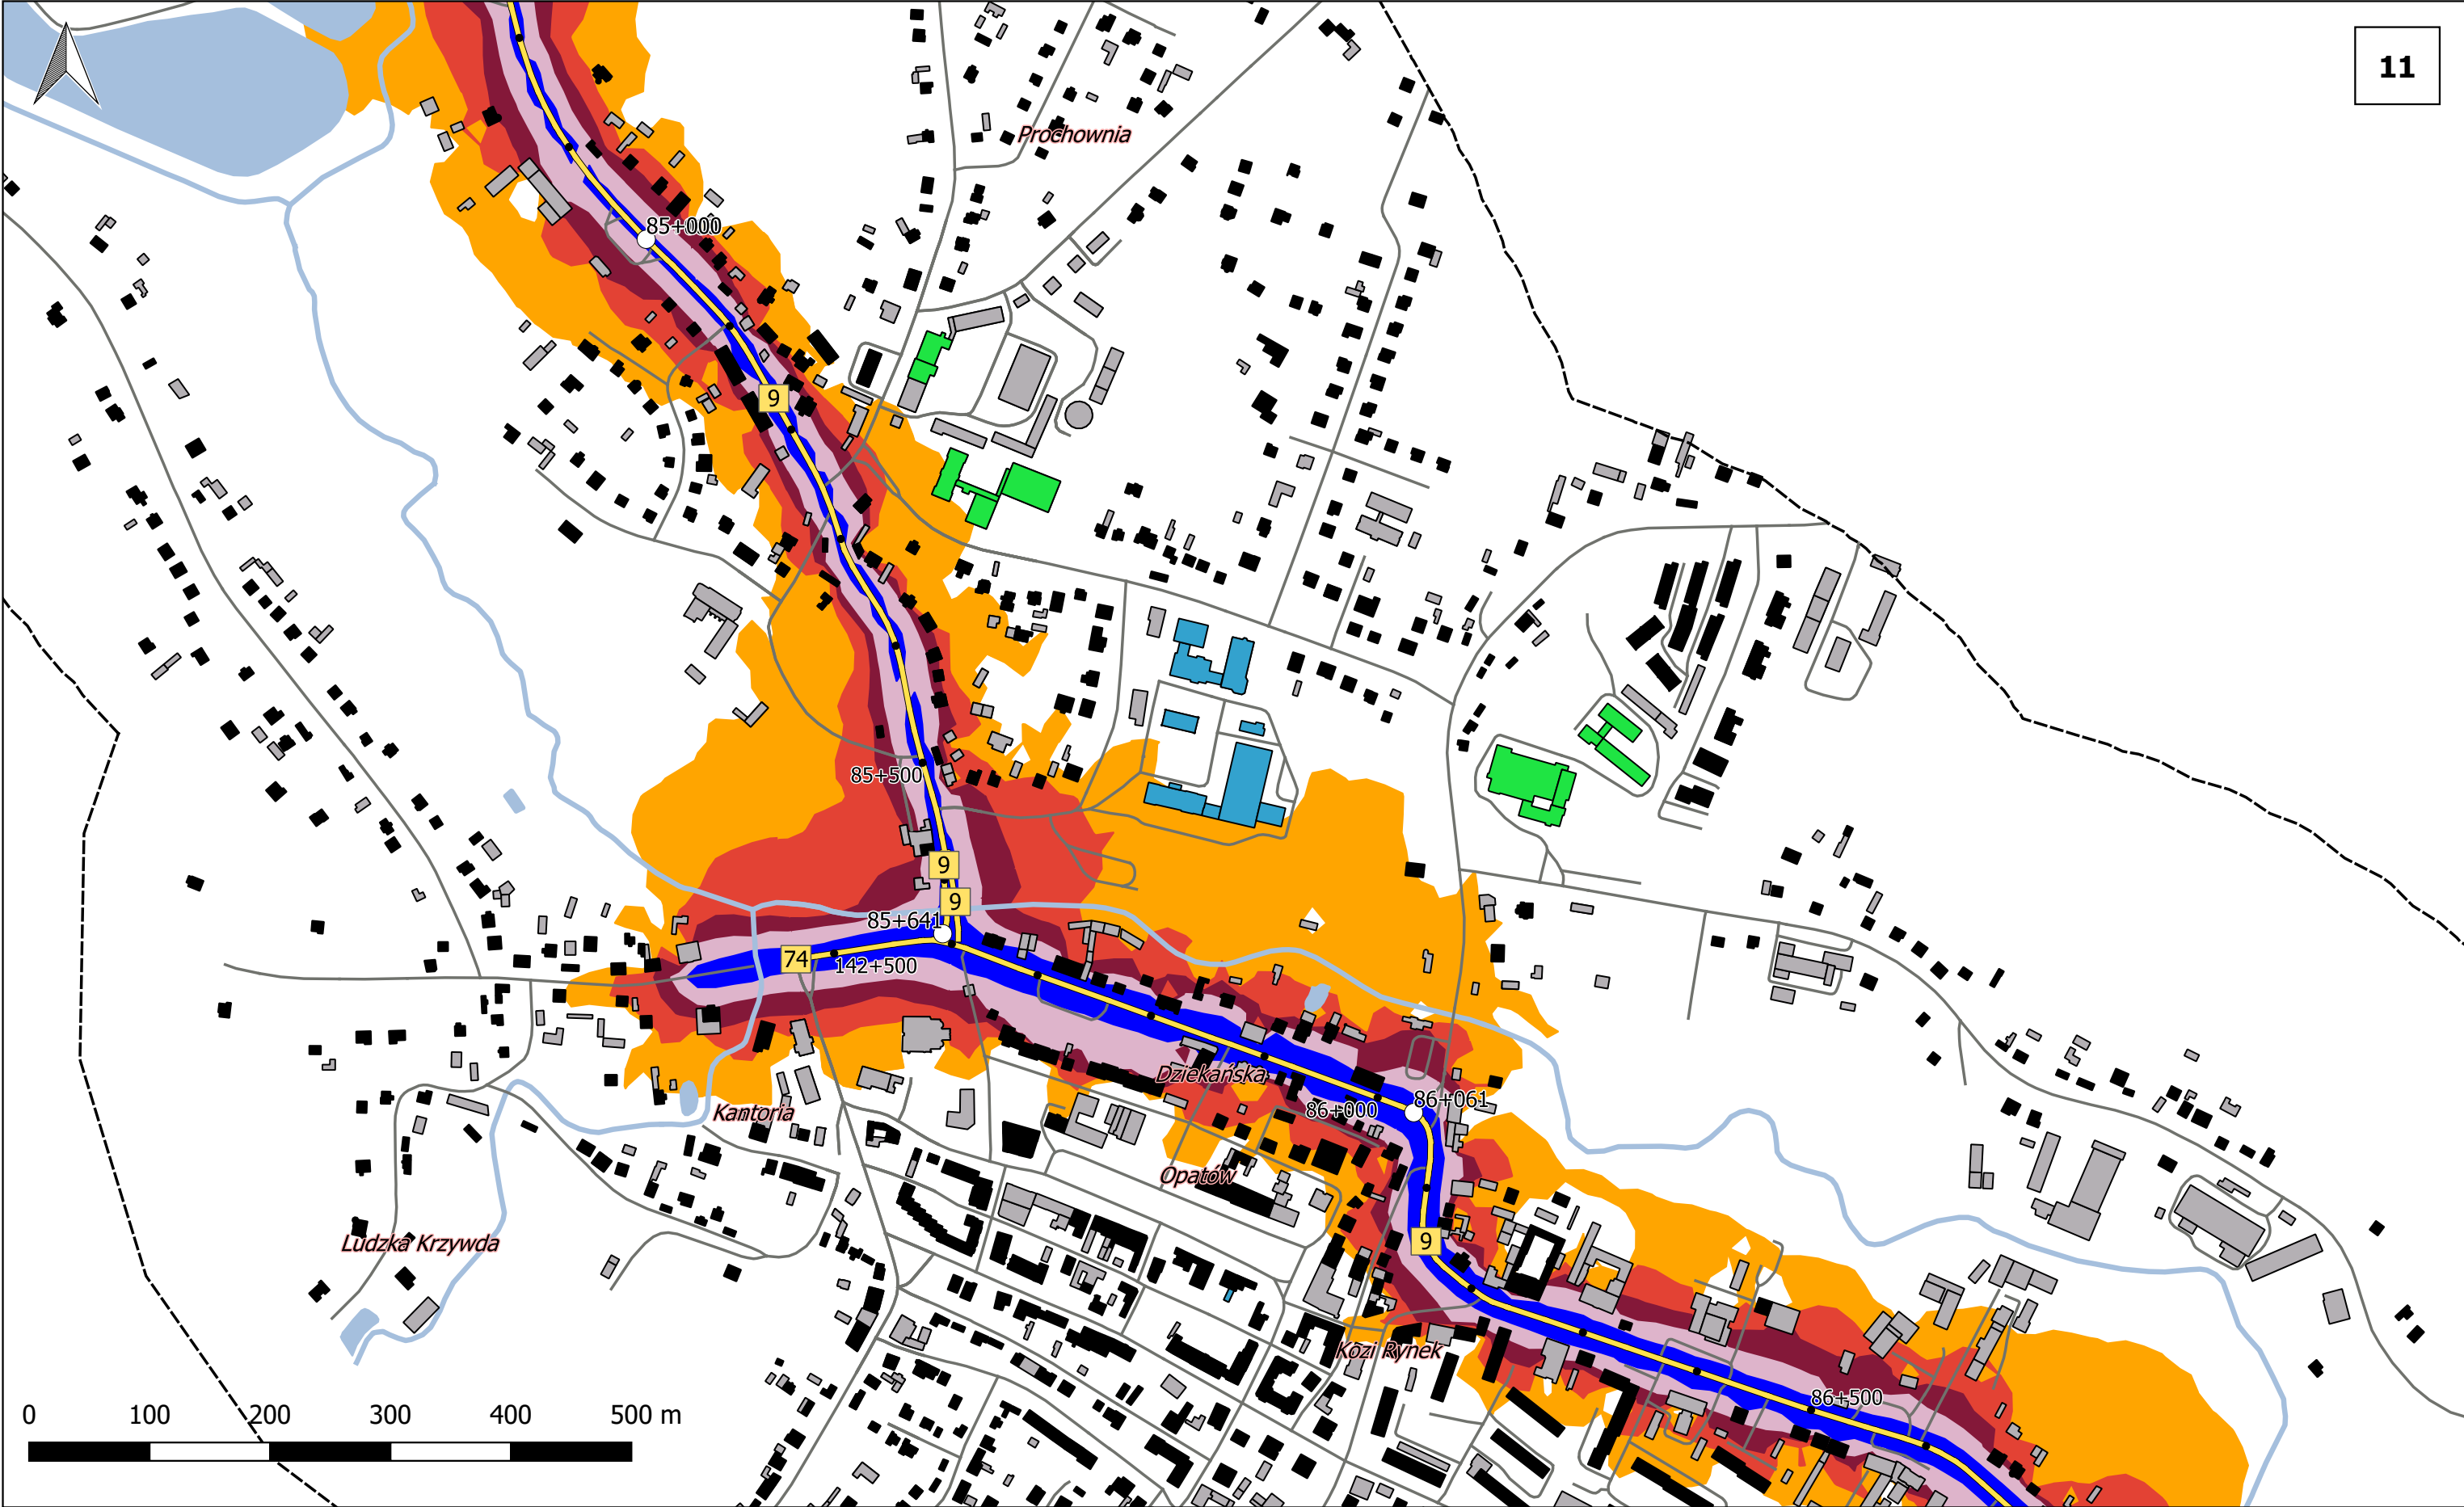 11
Prochownia
85+000
9
85+500
9
9
85+641
74
142+500
Dziekańska
86+000
86+061
Kantoria
Opatów
Ludzka Krzywda
9
Kozi Rynek
86+500
0 100 200 300 400 500 m